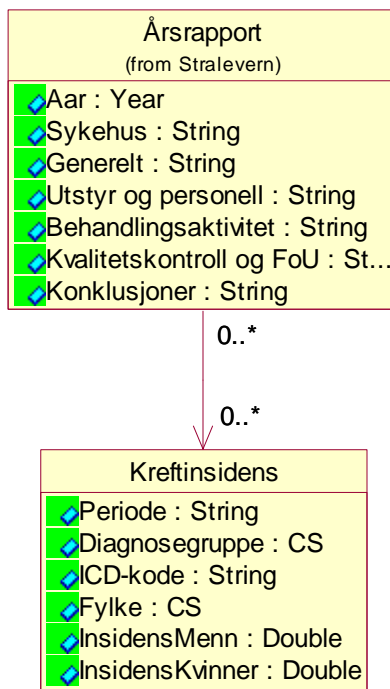 Årsrapport
(from Stralevern)
Aar : Year
Sykehus : String
Generelt : String
Utstyr og personell : String
Behandlingsaktivitet : String
Kvalitetskontroll og FoU : St...
Konklusjoner : String
0..*
0..*
Kreftinsidens
Periode : String
Diagnosegruppe : CS
ICD-kode : String
Fylke : CS
InsidensMenn : Double
InsidensKvinner : Double